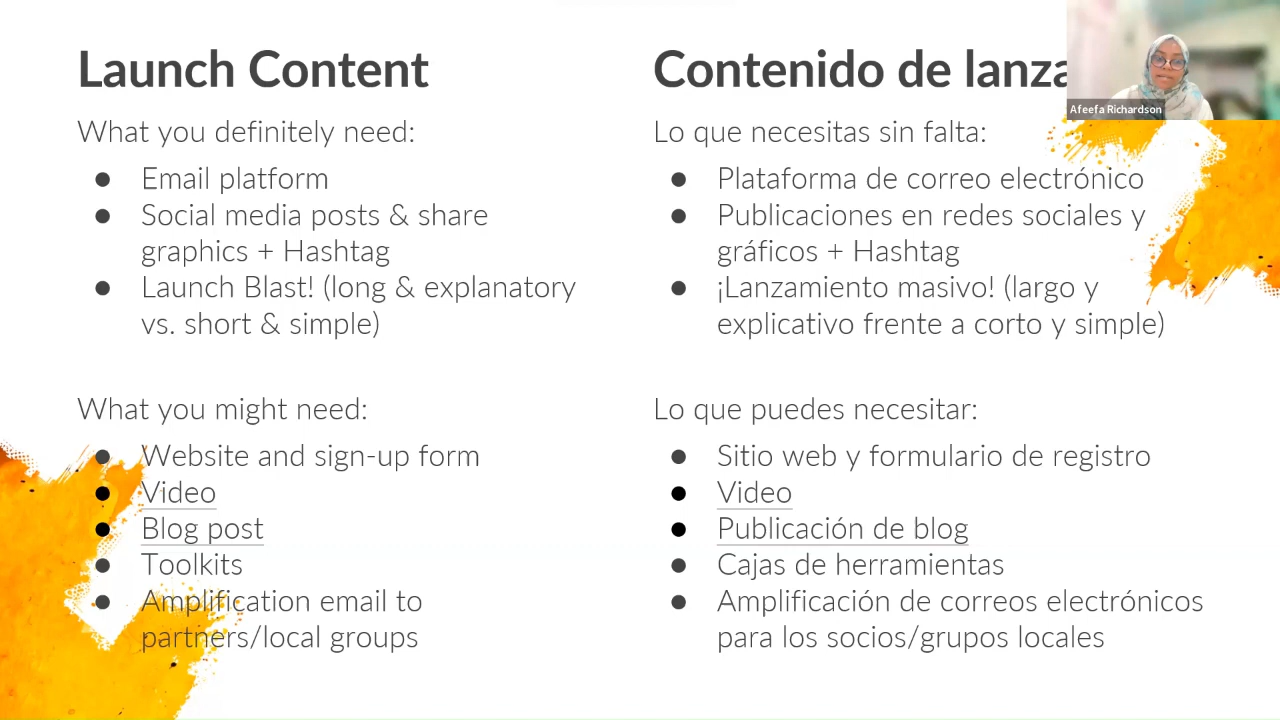 Launch Content
What you definitely need:
● Email platform
● Social media posts & share
graphics + Hashtag
● Launch Blast! (long & explanatory
vs. short & simple)
What you might need:
● Website and sign-up form
● Video
● Blog post
● Toolkits
● Amplification email to
partners/local groups
Contenido de lanza
Lo que necesitas sin falta:
● Plataforma de correo electrónico
● Publicaciones en redes sociales y
gráficos + Hashtag
● ¡Lanzamiento masivo! (largo y
explicativo frente a corto y simple)
Lo que puedes necesitar:
● Sitio web y formulario de registro
● Video
● Publicación de blog
● Cajas de herramientas
● Amplificación de correos electrónicos
para los socios/grupos locales
Afeefa Richardson